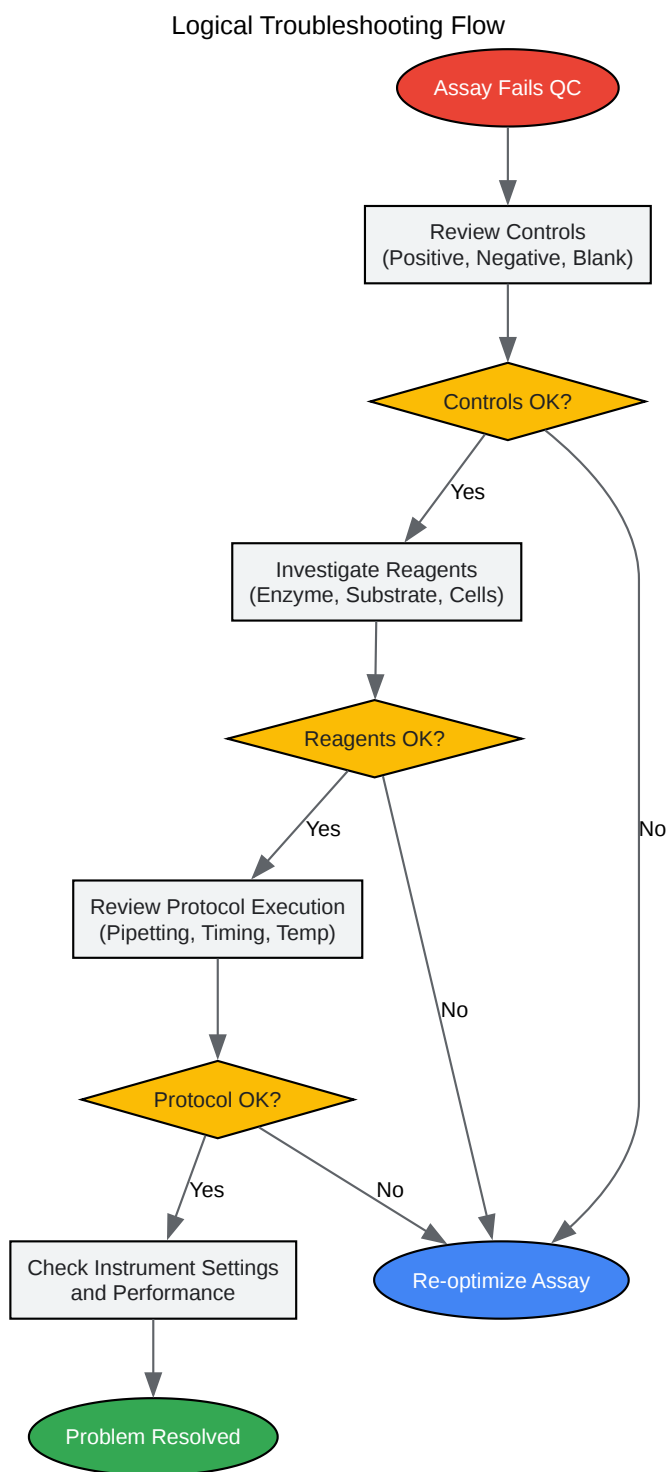 Logical Troubleshooting Flow
Assay Fails QC
Review Controls
(Positive, Negative, Blank)
Controls OK?
Yes
Investigate Reagents
(Enzyme, Substrate, Cells)
Reagents OK?
Yes
No
Review Protocol Execution
(Pipetting, Timing, Temp)
No
Protocol OK?
Yes
No
Check Instrument Settings
and Performance
Re-optimize Assay
Problem Resolved